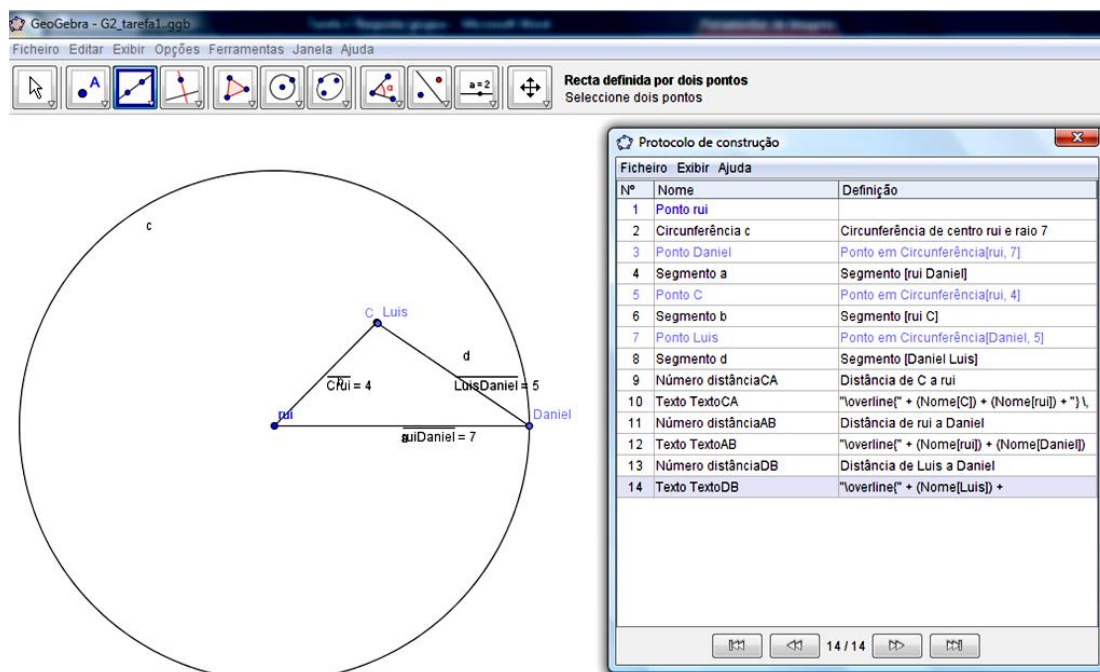 GeoGebra - G2_tarefa1.ggb
Ficheiro Editar Exibir Opções Ferramentas Janela Ajuda
A
α
a=2
Recta definida por dois pontos
Seleccione dois pontos
Protocolo de construção
Ficheiro Exibir Ajuda
Nº Nome Definição
1 Ponto rui
2 Circunferência c Circunferência de centro rui e raio 7
3 Ponto Daniel Ponto em Circunferência[rui, 7]
4 Segmento a Segmento [rui Daniel]
5 Ponto C Ponto em Circunferência[rui, 4]
6 Segmento b Segmento [rui C]
7 Ponto Luis Ponto em Circunferência[Daniel, 5]
8 Segmento d Segmento [Daniel Luis]
9 Número distânciaCA Distância de C a rui
10 Texto TextoCA "\overline{" + (Nome[C]) + (Nome[rui]) + "} \,
11 Número distânciaAB Distância de rui a Daniel
12 Texto TextoAB "\overline{" + (Nome[rui]) + (Nome[Daniel])
13 Número distânciaDB Distância de Luis a Daniel
14 Texto TextoDB "\overline{" + (Nome[Luis]) +
14 / 14
c
C Luis
d
Crui = 4
LuisDaniel = 5
rui
Daniel
ruiDaniel = 7